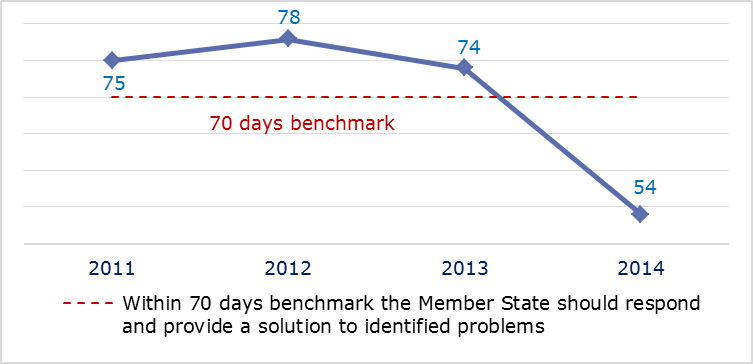 78
74
75
70 days benchmark
54
2011 2012 2013 2014
Within 70 days benchmark the Member State should respond
and provide a solution to identified problems